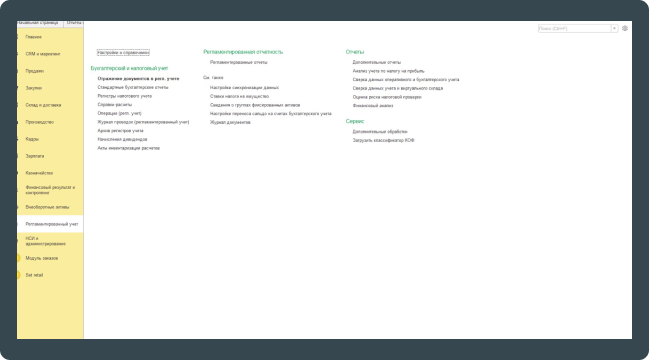 Начальная страница
Отчеты
Поиск (Ctrl+F)
Главное
CRM и маркетинг
Продажи
Закупки
Склад и доставка
Производство
Кадры
Зарплата
Казначейство
Финансовый результат и
контроллинг
Внеоборотные активы
Регламентированный учет
НСИ и
администрирование
Модуль заказов
Set retail
Настройки и справочники
Бухгалтерский и налоговый учет
Отражение документов в регл. учете
Стандартные бухгалтерские отчеты
Регистры налогового учета
Справки-расчеты
Операции (регл. учет)
Журнал проводок (регламентированный учет)
Архив регистров учета
Начисления дивидендов
Акты инвентаризации расчетов
Регламентированная отчетность
Регламентированные отчеты
См. также
Настройки синхронизации данных
Ставки налога на имущество
Сведения о группах фиксированных активов
Настройки переноса сальдо на счетах бухгалтерского учета
Журнал документов
Отчеты
Дополнительные отчеты
Анализ учета по налогу на прибыль
Сверка данных оперативного и бухгалтерского учета
Сверка данных учета и виртуального склада
Оценка риска налоговой проверки
Финансовый анализ
Сервис
Дополнительные обработки
Загрузить классификатор КОФ